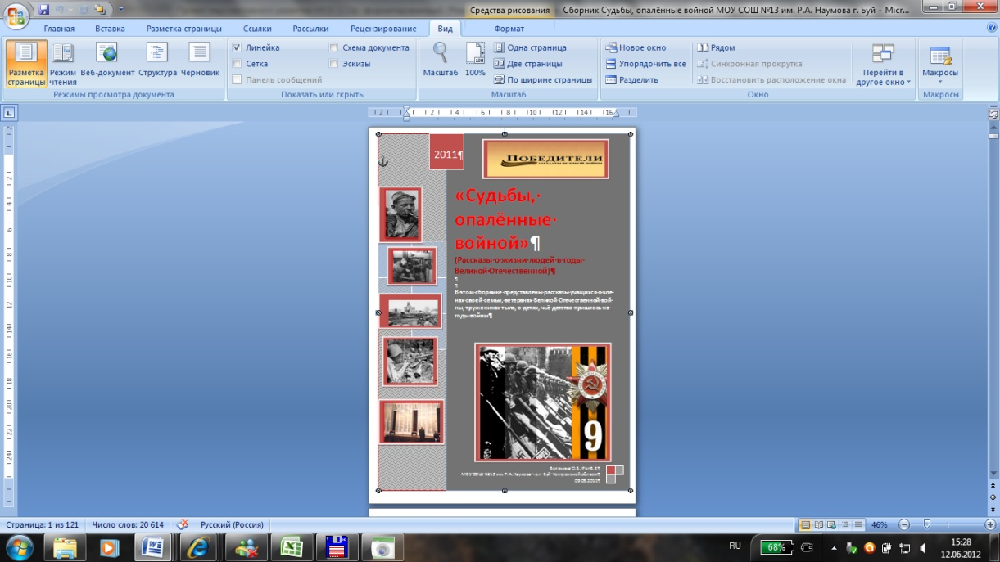 Средства рисования
Сборник Судьбы, опалённые войной МОУ СОШ №13 им. Р.А. Наумова г. Буй - Micr...
Главная Вставка Разметка страницы Ссылки Рассылки Рецензирование Вид Формат
Разметка страницы
Режим чтения
Веб-документ
Структура
Черновик
Режимы просмотра документа
Линейка
Сетка
Панель сообщений
Схема документа
Эскизы
Показать или скрыть
Масштаб
100%
Одна страница
Две страницы
По ширине страницы
Масштаб
Новое окно
Упорядочить все
Разделить
Рядом
Синхронная прокрутка
Восстановить расположение окна
Перейти в другое окно
Окно
Макросы
Макросы
2011¶
ПОБЕДИТЕЛИ
СОЛДАТЫ ВЕЛИКОЙ ВОЙНЫ
«Судьбы,·
опалённые·
войной»¶
(Рассказы·о·жизни·людей·в·годы·
Великой·Отечественной)¶
¶
¶
В·этом·сборнике·представлены·рассказы·учащихся·о·чле-
нах·своей·семьи,·ветеранах·Великой·Отечественной·вой-
ны,·тружениках·тыла,·о·детях,·чьё·детство·пришлось·на·
годы·войны¶
9
МОУ·СОШ·№13·им.·Р.А.Наумова
Страница: 1 из 121 Число слов: 20 614 Русский (Россия) 46%
RU 68% 15:28
12.06.2012